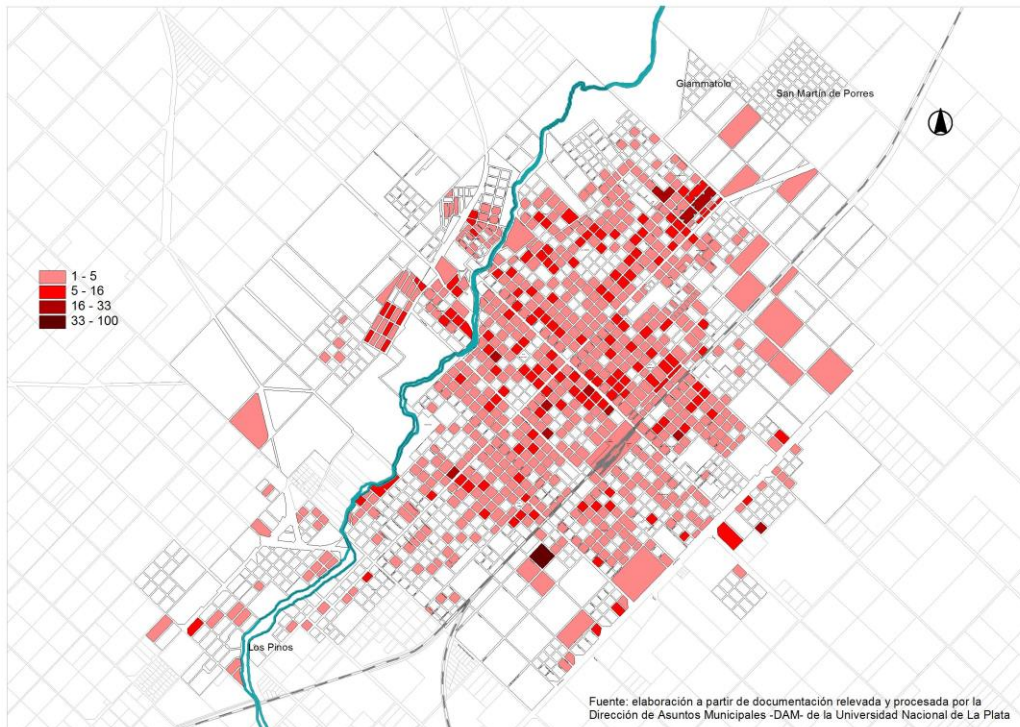 Giammatolo
San Martín de Porres
1 - 5
5 - 16
16 - 33
33 - 100
Los Pinos
Fuente: elaboración a partir de documentación relevada y procesada por la
Dirección de Asuntos Municipales -DAM- de la Universidad Nacional de La Plata